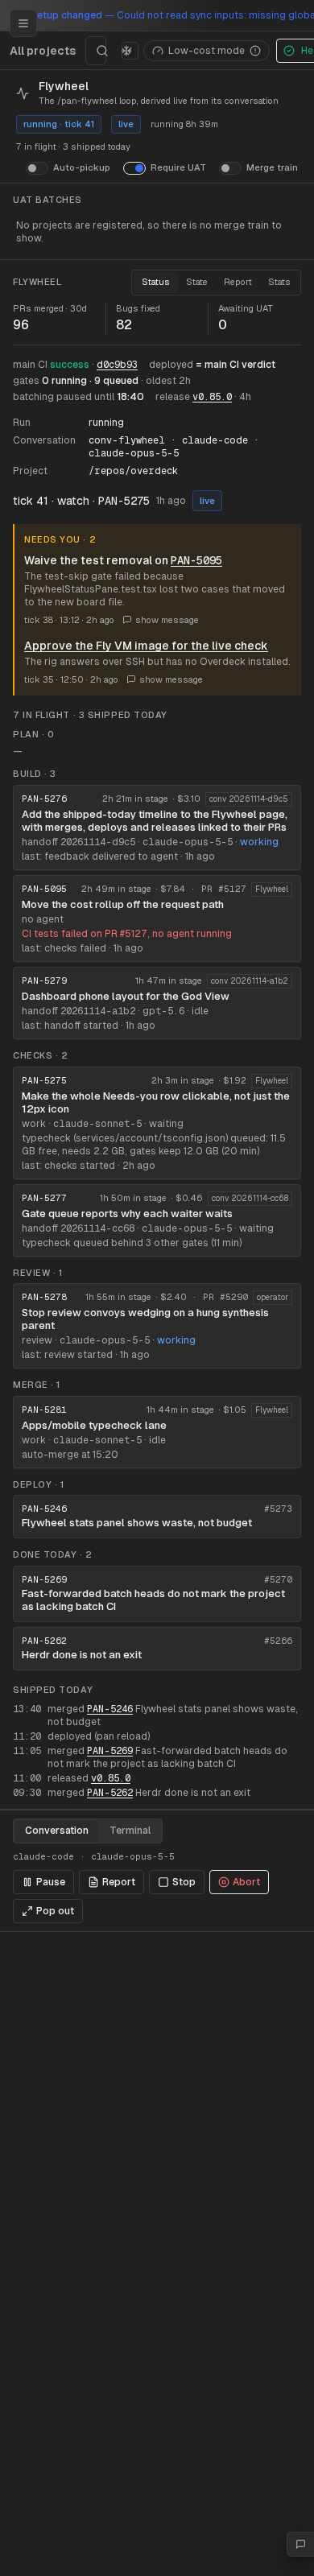 etup changed — Could not read sync inputs: missing globa
All projects
Low-cost mode
He
Flywheel
The /pan-flywheel loop, derived live from its conversation
running · tick 41
live
running 8h 39m
7 in flight · 3 shipped today
Auto-pickup
Require UAT
Merge train
UAT BATCHES
No projects are registered, so there is no merge train to
show.
FLYWHEEL
Status
State
Report
Stats
PRs merged · 30d
Bugs fixed
Awaiting UAT
96
82
0
main CI success · d0c9b93 deployed = main CI verdict
gates 0 running · 9 queued · oldest 2h
batching paused until 18:40 release v0.85.0 · 4h
Run running
Conversation conv-flywheel · claude-code ·
claude-opus-5-5
Project /repos/overdeck
tick 41 · watch · PAN-5275 1h ago live
NEEDS YOU · 2
Waive the test removal on PAN-5095
The test-skip gate failed because
FlywheelStatusPane.test.tsx lost two cases that moved
to the new board file.
tick 38 · 13:12 · 2h ago show message
Approve the Fly VM image for the live check
The rig answers over SSH but has no Overdeck installed.
tick 35 · 12:50 · 2h ago show message
7 IN FLIGHT · 3 SHIPPED TODAY
PLAN · 0
—
BUILD · 3
PAN-5276 2h 21m in stage · $3.10 conv 20261114-d9c5
Add the shipped-today timeline to the Flywheel page,
with merges, deploys and releases linked to their PRs
handoff 20261114-d9c5 · claude-opus-5-5 · working
last: feedback delivered to agent · 1h ago
PAN-5095 2h 49m in stage · $7.84 · PR #5127 Flywheel
Move the cost rollup off the request path
no agent
CI tests failed on PR #5127, no agent running
last: checks failed · 1h ago
PAN-5279 1h 47m in stage conv 20261114-a1b2
Dashboard phone layout for the God View
handoff 20261114-a1b2 · gpt-5.6 · idle
last: handoff started · 1h ago
CHECKS · 2
PAN-5275 2h 3m in stage · $1.92 Flywheel
Make the whole Needs-you row clickable, not just the
12px icon
work · claude-sonnet-5 · waiting
typecheck (services/account/tsconfig.json) queued: 11.5
GB free, needs 2.2 GB, gates keep 12.0 GB (20 min)
last: checks started · 2h ago
PAN-5277 1h 50m in stage · $0.46 conv 20261114-cc68
Gate queue reports why each waiter waits
handoff 20261114-cc68 · claude-opus-5-5 · waiting
typecheck queued behind 3 other gates (11 min)
REVIEW · 1
PAN-5278 1h 55m in stage · $2.40 · PR #5290 operator
Stop review convoys wedging on a hung synthesis
parent
review · claude-opus-5-5 · working
last: review started · 1h ago
MERGE · 1
PAN-5281 1h 44m in stage · $1.05 Flywheel
Apps/mobile typecheck lane
work · claude-sonnet-5 · idle
auto-merge at 15:20
DEPLOY · 1
PAN-5246 #5273
Flywheel stats panel shows waste, not budget
DONE TODAY · 2
PAN-5269 #5270
Fast-forwarded batch heads do not mark the project
as lacking batch CI
PAN-5262 #5266
Herdr done is not an exit
SHIPPED TODAY
13:40 merged PAN-5246 Flywheel stats panel shows waste,
not budget
11:20 deployed (pan reload)
11:05 merged PAN-5269 Fast-forwarded batch heads do
not mark the project as lacking batch CI
11:00 released v0.85.0
09:30 merged PAN-5262 Herdr done is not an exit
Conversation
Terminal
claude-code · claude-opus-5-5
Pause
Report
Stop
Abort
Pop out